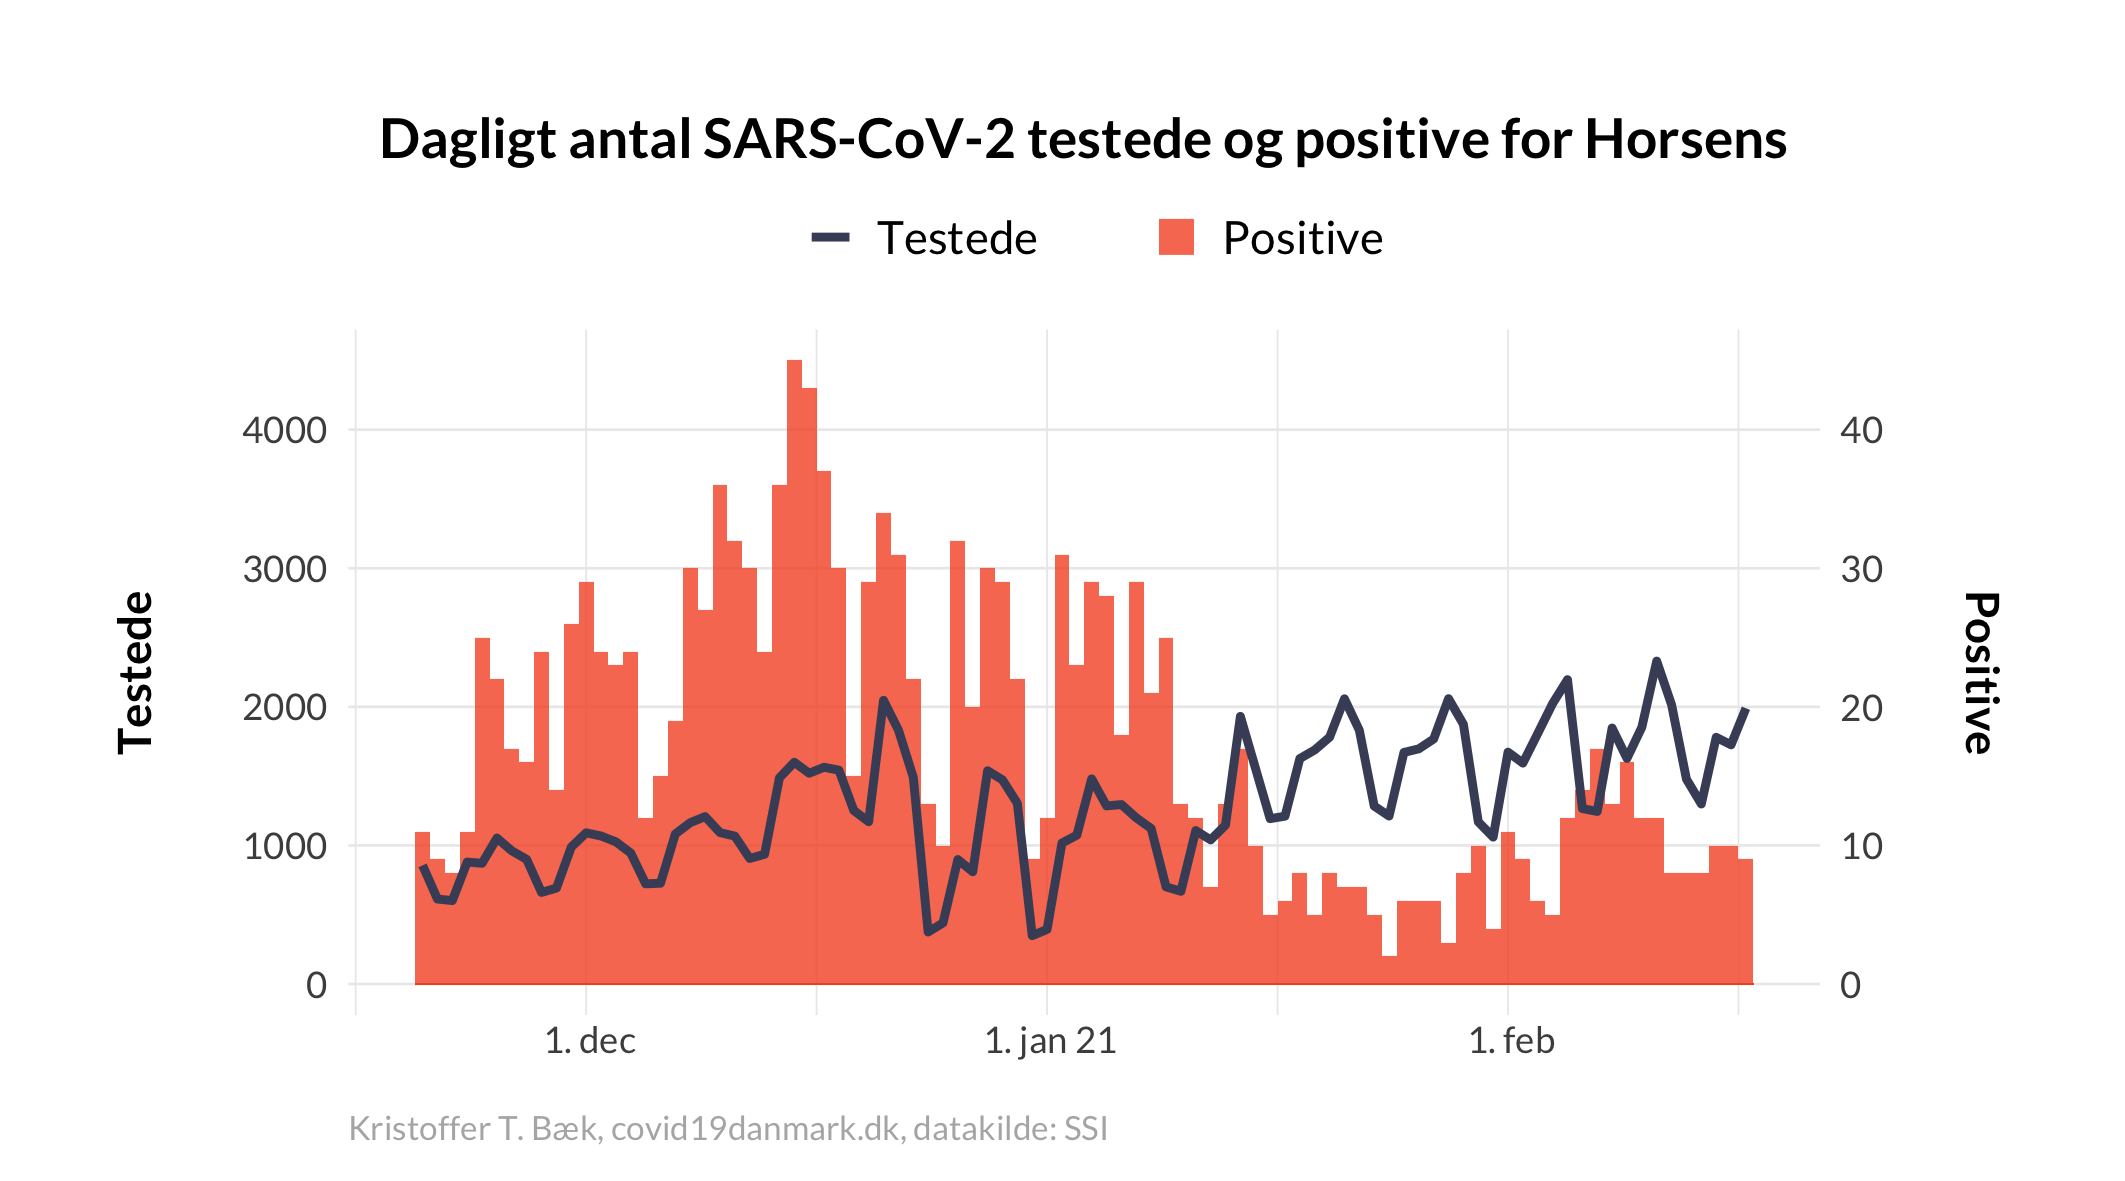 Dagligt antal SARS-CoV-2 testede og positive for Horsens
Testede
Positive
4000
3000
2000
1000
0
Testede
40
30
20
10
0
Positive
1. dec
1. jan 21
1. feb
Kristoffer T. Bæk, covid19danmark.dk, datakilde: SSI